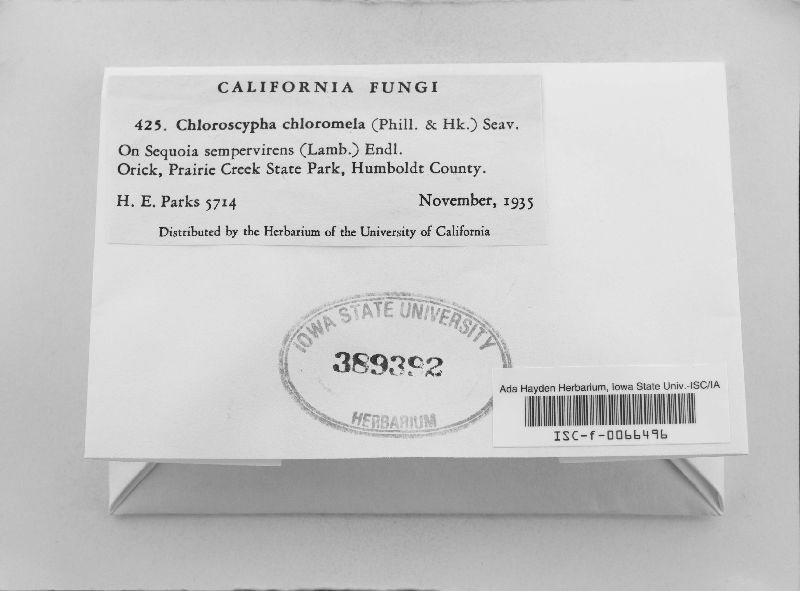 CALIFORNIA FUNGI
425. Chloroscypha chloromela (Phill. & Hk.) Seav.
On Sequoia sempervirens (Lamb.) Endl.
Orick, Prairie Creek State Park, Humboldt County.
H. E. Parks 5714 November, 1935
Distributed by the Herbarium of the University of California
IOWA STATE UNIVERSITY
389392
HERBARIUM
Ada Hayden Herbarium, Iowa State Univ.-ISC/IA
ISC-f-0066496